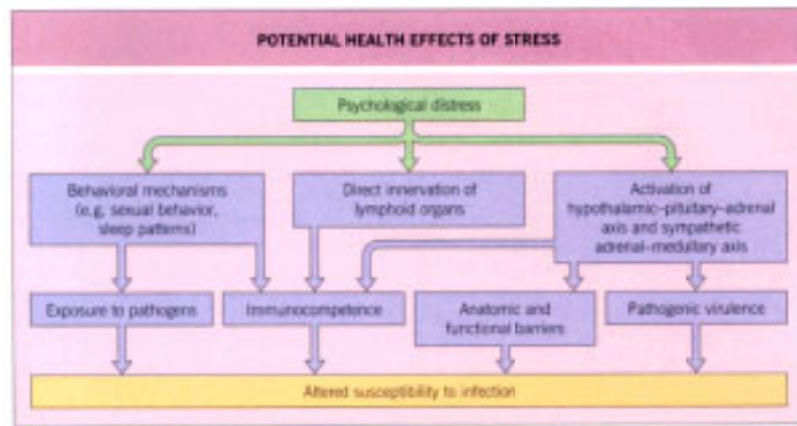 POTENTIAL HEALTH EFFECTS OF STRESS
Psychological distress
Behavioral mechanisms
(e.g. sexual behavior,
sleep patterns)
Direct innervation of
lymphoid organs
Activation of
hypothalamic–pituitary–adrenal
axis and sympathetic
adrenal–medullary axis
Exposure to pathogens
Immunocompetence
Anatomic and
functional barriers
Pathogenic virulence
Altered susceptibility to infection